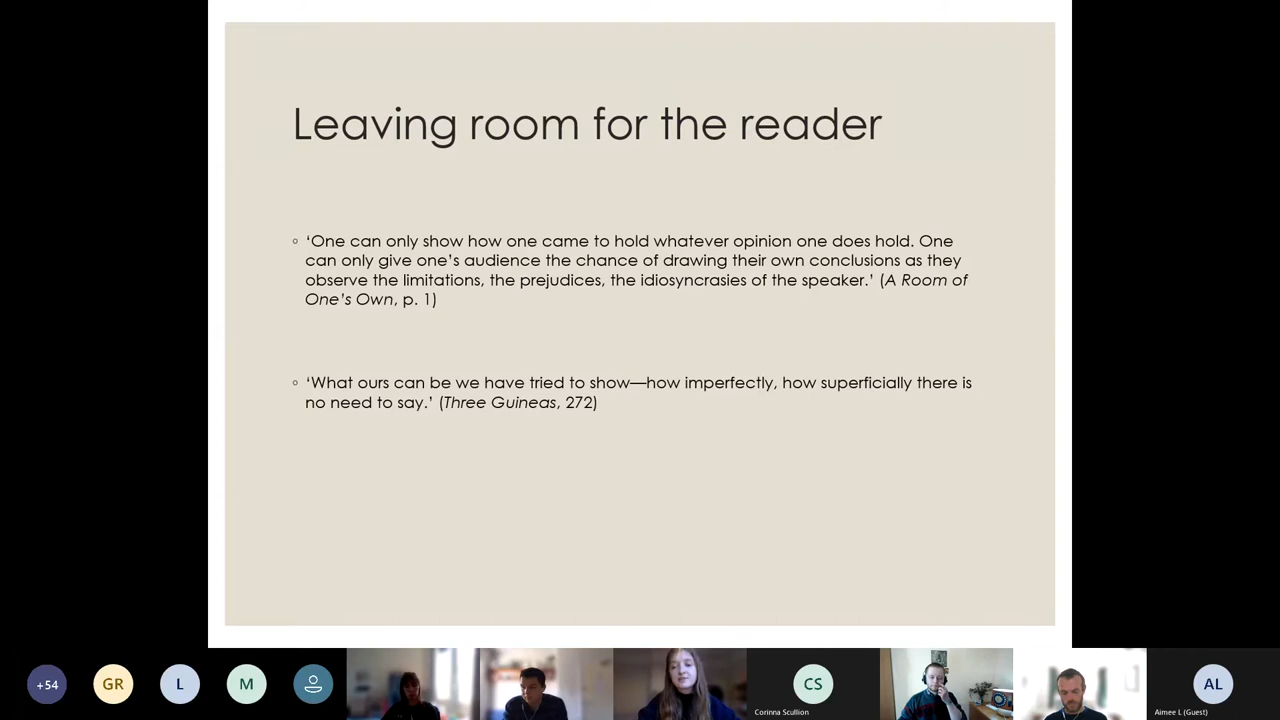 Leaving room for the reader
◦ ‘One can only show how one came to hold whatever opinion one does hold. One
can only give one’s audience the chance of drawing their own conclusions as they
observe the limitations, the prejudices, the idiosyncrasies of the speaker.’ (A Room of
One’s Own, p. 1)
◦ ‘What ours can be we have tried to show—how imperfectly, how superficially there is
no need to say.’ (Three Guineas, 272)
+54
GR
L
M
CS
AL
Corinna Scullion
Aimee L (Guest)